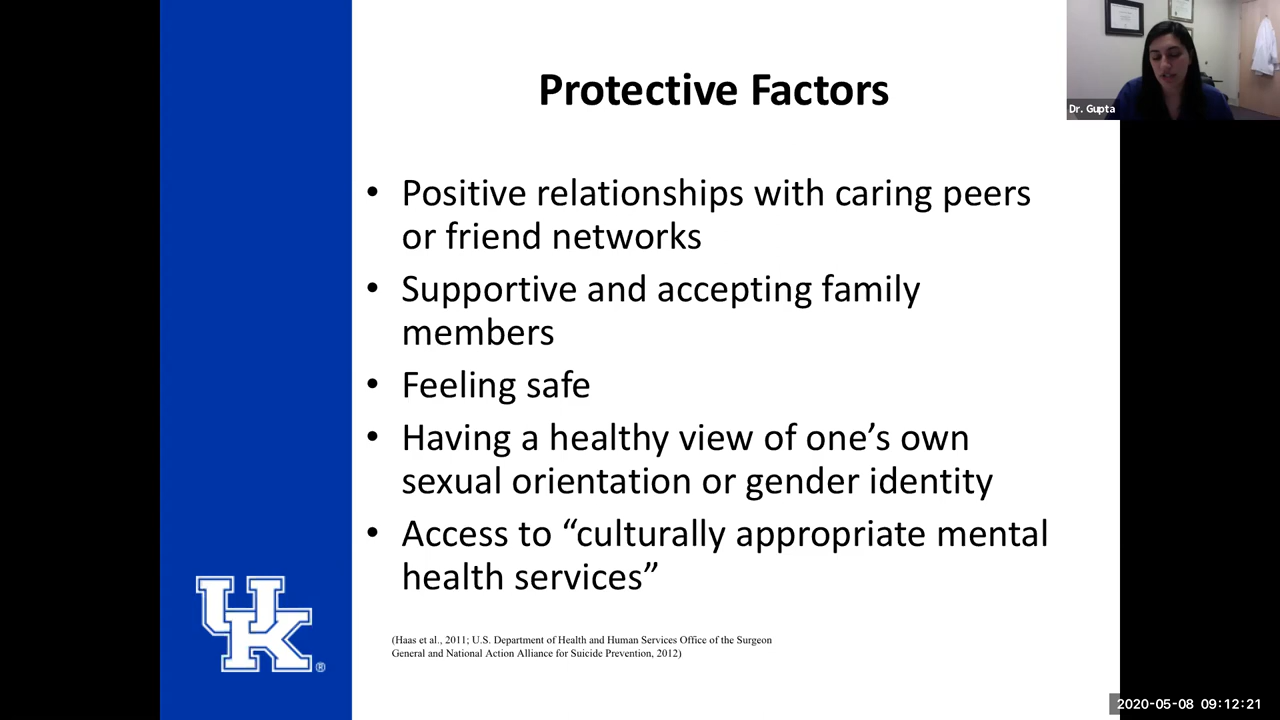 Protective Factors
Dr. Gupta
• Positive relationships with caring peers
or friend networks
• Supportive and accepting family
members
• Feeling safe
• Having a healthy view of one’s own
sexual orientation or gender identity
• Access to “culturally appropriate mental
health services”
UK®
(Haas et al., 2011; U.S. Department of Health and Human Services Office of the Surgeon
General and National Action Alliance for Suicide Prevention, 2012)
2020-05-08 09:12:21